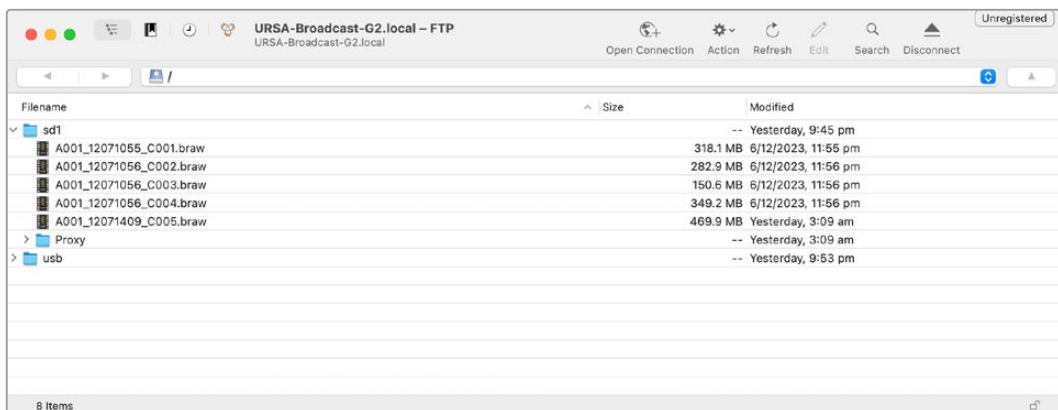 Unregistered
URSA-Broadcast-G2.local – FTP
URSA-Broadcast-G2.local
Open Connection Action Refresh Edit Search Disconnect
/
Filename Size Modified
sd1 -- Yesterday, 9:45 pm
A001_12071055_C001.braw 318.1 MB 6/12/2023, 11:55 pm
A001_12071056_C002.braw 282.9 MB 6/12/2023, 11:56 pm
A001_12071056_C003.braw 150.6 MB 6/12/2023, 11:56 pm
A001_12071056_C004.braw 349.2 MB 6/12/2023, 11:56 pm
A001_12071409_C005.braw 469.9 MB Yesterday, 3:09 am
Proxy -- Yesterday, 3:09 am
usb -- Yesterday, 9:53 pm
8 Items